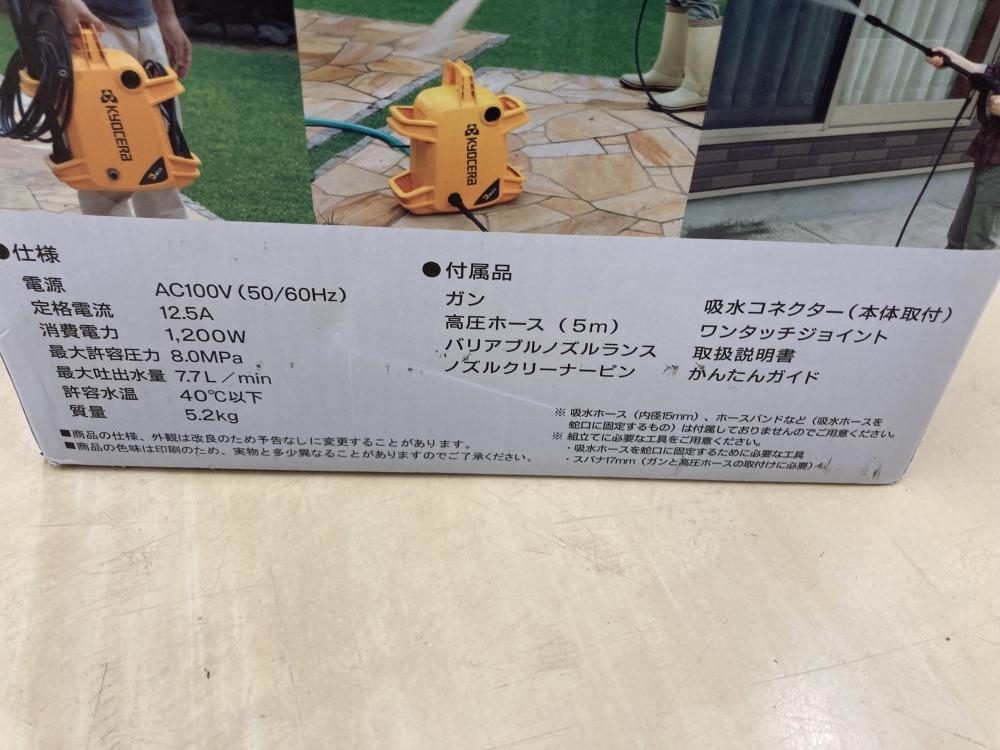 KYOCERA
KYOCERA
●仕様
電源 AC100V（50/60Hz）
定格電流 12.5A
消費電力 1,200W
最大許容圧力 8.0MPa
最大吐出水量 7.7L／min
許容水温 40℃以下
質量 5.2kg
■商品の仕様、外観は改良のため予告なしに変更することがあります。
■商品の色味は印刷のため、実物と多少異なることがありますのでご了承ください。
●付属品
ガン
高圧ホース（5m）
バリアブルノズルランス
ノズルクリーナーピン
吸水コネクター（本体取付）
ワンタッチジョイント
取扱説明書
かんたんガイド
※ 吸水ホース（内径15mm）、ホースバンドなど（吸水ホースを
蛇口に固定するもの）は付属しておりませんのでご用意ください。
※ 組立てに必要な工具をご用意ください。
・吸水ホースを蛇口に固定するために必要な工具
・スパナ17mm（ガンと高圧ホースの取付けに必要）